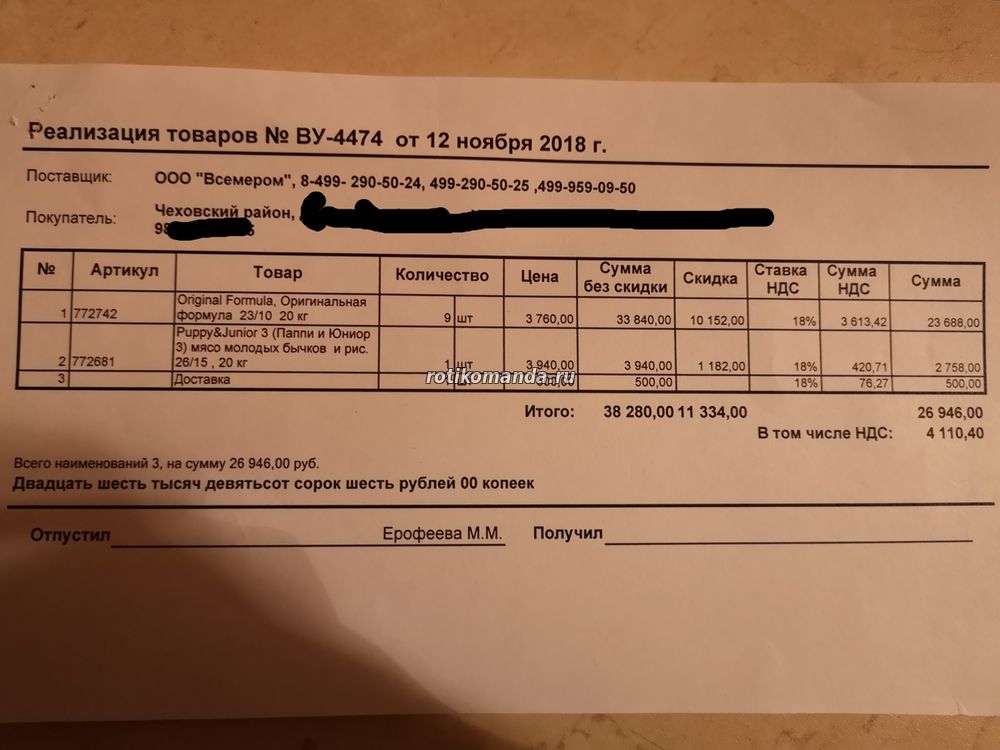 Реализация товаров № ВУ-4474 от 12 ноября 2018 г.
Поставщик: ООО "Всемером", 8-499- 290-50-24, 499-290-50-25 ,499-959-09-50
Покупатель: Чеховский район,
№ Артикул Товар Количество Цена Сумма без скидки Скидка Ставка НДС Сумма НДС Сумма
1 772742 Original Formula, Оригинальная формула 23/10 20 кг 9 шт 3 760,00 33 840,00 10 152,00 18% 3 613,42 23 688,00
2 772681 Puppy&Junior 3 (Паппи и Юниор 3) мясо молодых бычков и рис. 26/15 , 20 кг 1 шт 3 940,00 3 940,00 1 182,00 18% 420,71 2 758,00
3 Доставка 500,00 18% 76,27 500,00
rotikomanda.ru
Итого: 38 280,00 11 334,00 26 946,00
В том числе НДС: 4 110,40
Всего наименований 3, на сумму 26 946,00 руб.
Двадцать шесть тысяч девятьсот сорок шесть рублей 00 копеек
Отпустил Ерофеева М.М. Получил